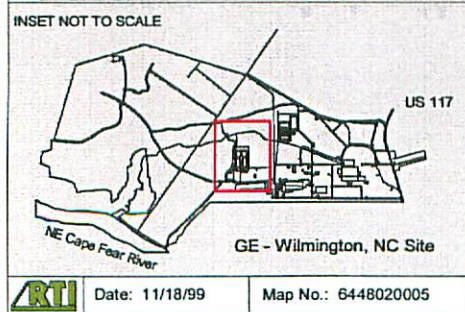 INSET NOT TO SCALE
US 117
NE Cape Fear River
GE - Wilmington, NC Site
RTI
Date: 11/18/99
Map No.: 6448020005